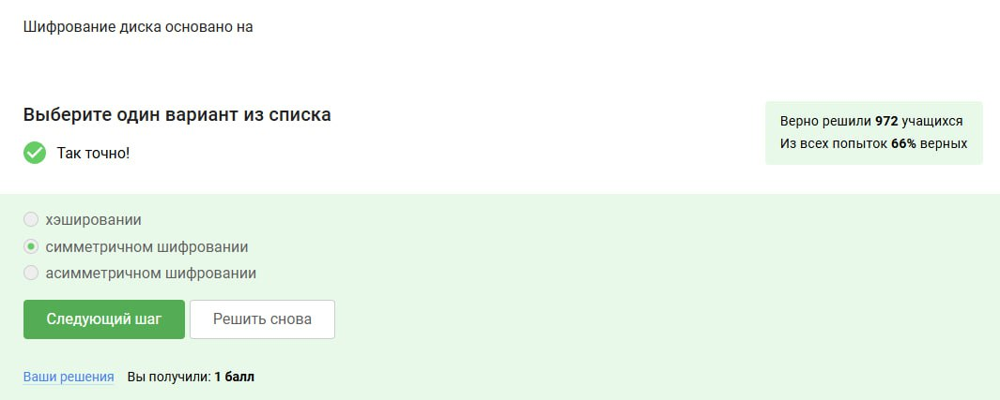 Шифрование диска основано на
Выберите один вариант из списка
Верно решили 972 учащихся
Из всех попыток 66% верных
Так точно!
хэшировании
симметричном шифровании
асимметричном шифровании
Следующий шаг
Решить снова
Ваши решения Вы получили: 1 балл